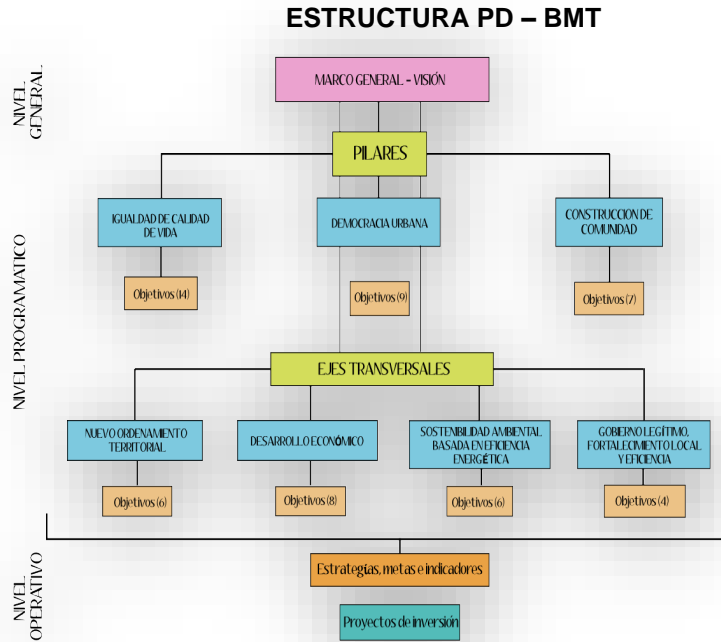 ESTRUCTURA PD – BMT
NIVEL
GENERAL
MARCO GENERAL - VISIÓN
NIVEL PROGRAMATICO
PILARES
IGUALDAD DE CALIDAD
DE VIDA
DEMOCRACIA URBANA
CONSTRUCCION DE
COMUNIDAD
Objetivos (14)
Objetivos (9)
Objetivos (7)
EJES TRANSVERSALES
NUEVO ORDENAMIENTO
TERRITORIAL
DESARROLLO ECONÓMICO
SOSTENIBILIDAD AMBIENTAL
BASADA EN EFICIENCIA
ENERGÉTICA
GOBIERNO LEGÍTIMO,
FORTALECIMIENTO LOCAL
Y EFICIENCIA
Objetivos (6)
Objetivos (8)
Objetivos (6)
Objetivos (4)
NIVEL
OPERATIVO
Estrategías, metas e indicadores
Proyectos de inversión